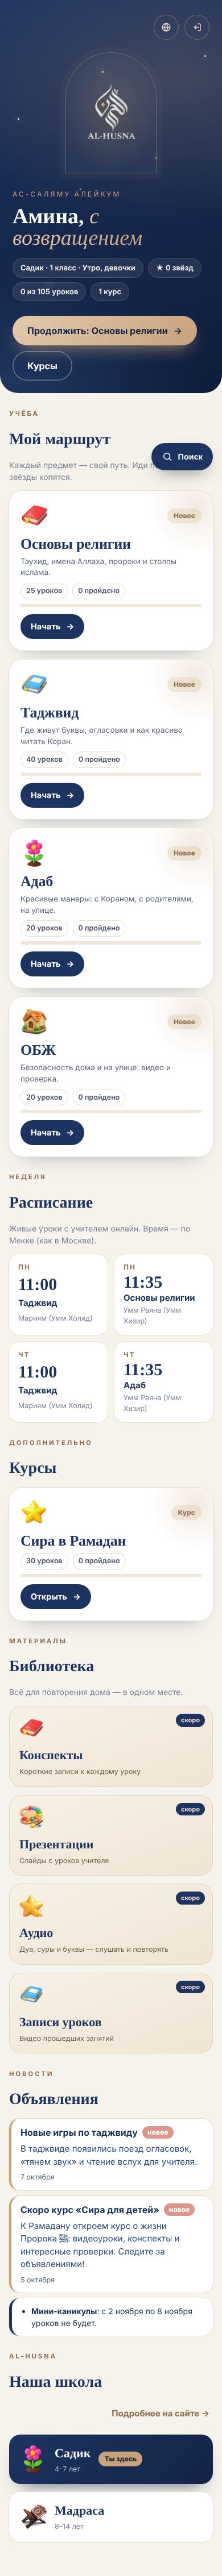 AL-HUSNA
АС-САЛЯМУ АЛЕЙКУМ
Амина, с
возвращением
Садик · 1 класс · Утро, девочки
★ 0 звёзд
0 из 105 уроков
1 курс
Продолжить: Основы религии →
Курсы
УЧЁБА
Мой маршрут
Поиск
Каждый предмет — свой путь. Иди
звёзды копятся.
Новое
Основы религии
Таухид, имена Аллаха, пророки и столпы
ислама.
25 уроков
0 пройдено
Начать →
Новое
Таджвид
Где живут буквы, огласовки и как красиво
читать Коран.
40 уроков
0 пройдено
Начать →
Новое
Адаб
Красивые манеры: с Кораном, с родителями,
на улице.
20 уроков
0 пройдено
Начать →
Новое
ОБЖ
Безопасность дома и на улице: видео и
проверка.
20 уроков
0 пройдено
Начать →
НЕДЕЛЯ
Расписание
Живые уроки с учителем онлайн. Время — по
Мекке (как в Москве).
ПН
11:00
Таджвид
Мариям (Умм Холид)
ПН
11:35
Основы религии
Умм Раяна (Умм
Хизир)
ЧТ
11:00
Таджвид
Мариям (Умм Холид)
ЧТ
11:35
Адаб
Умм Раяна (Умм
Хизир)
ДОПОЛНИТЕЛЬНО
Курсы
Курс
Сира в Рамадан
30 уроков
0 пройдено
Открыть →
МАТЕРИАЛЫ
Библиотека
Всё для повторения дома — в одном месте.
скоро
Конспекты
Короткие записи к каждому уроку
скоро
Презентации
Слайды с уроков учителя
скоро
Аудио
Дуа, суры и буквы — слушать и повторять
скоро
Записи уроков
Видео прошедших занятий
НОВОСТИ
Объявления
Новые игры по таджвиду
новое
В таджвиде появились поезд огласовок,
«тянем звук» и чтение вслух для учителя.
7 октября
Скоро курс «Сира для детей»
новое
К Рамадану откроем курс о жизни
Пророка ﷺ: видеоуроки, конспекты и
интересные проверки. Следите за
объявлениями!
5 октября
• Мини-каникулы: с 2 ноября по 8 ноября
уроков не будет.
AL-HUSNA
Наша школа
Подробнее на сайте →
Садик
Ты здесь
4–7 лет
Мадраса
8–14 лет